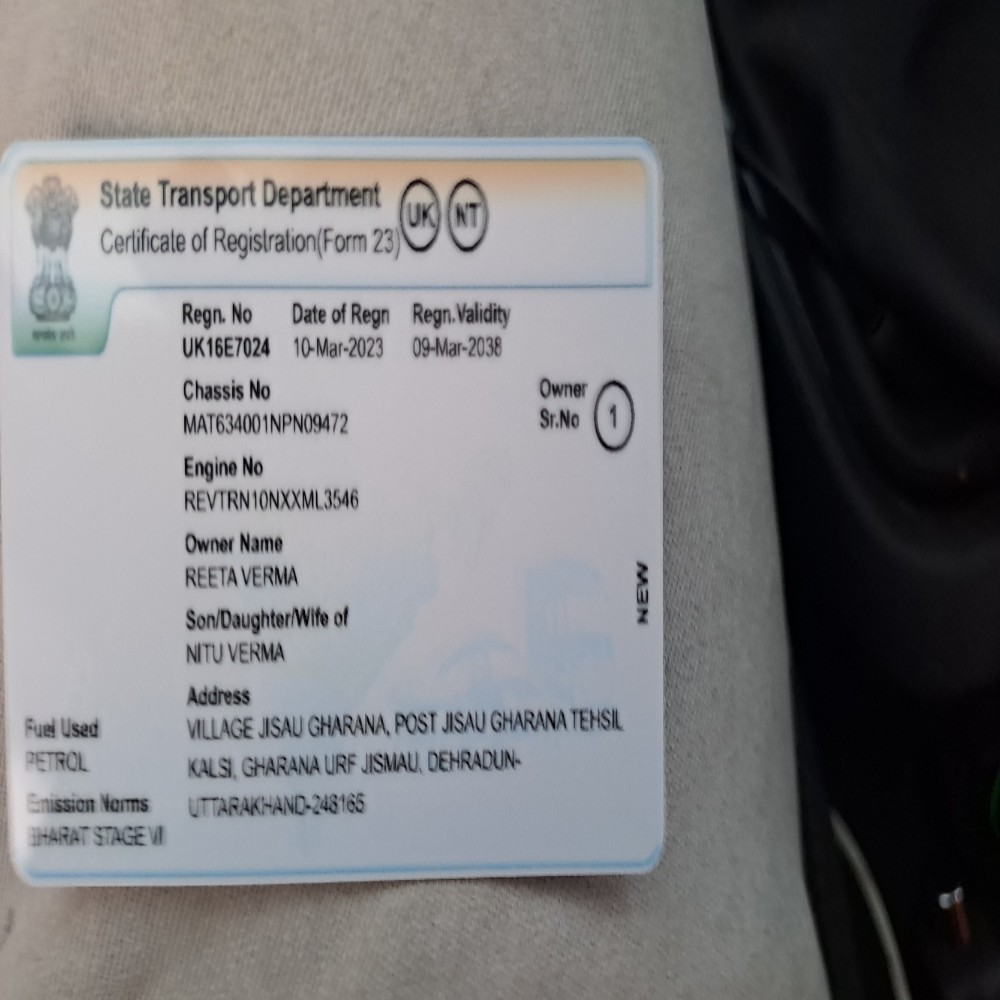 State Transport Department
Certificate of Registration(Form 23)
UK NT
Regn. No Date of Regn Regn.Validity
UK16E7024 10-Mar-2023 09-Mar-2038
Chassis No
MAT634001NPN09472
Owner
Sr.No 1
Engine No
REVTRN10NXXML3546
Owner Name
REETA VERMA
NEW
Son/Daughter/Wife of
NITU VERMA
Address
VILLAGE JISAU GHARANA, POST JISAU GHARANA TEHSIL
KALSI, GHARANA URF JISMAU, DEHRADUN-
UTTARAKHAND-248165
Fuel Used
PETROL
Emission Norms
BHARAT STAGE VI